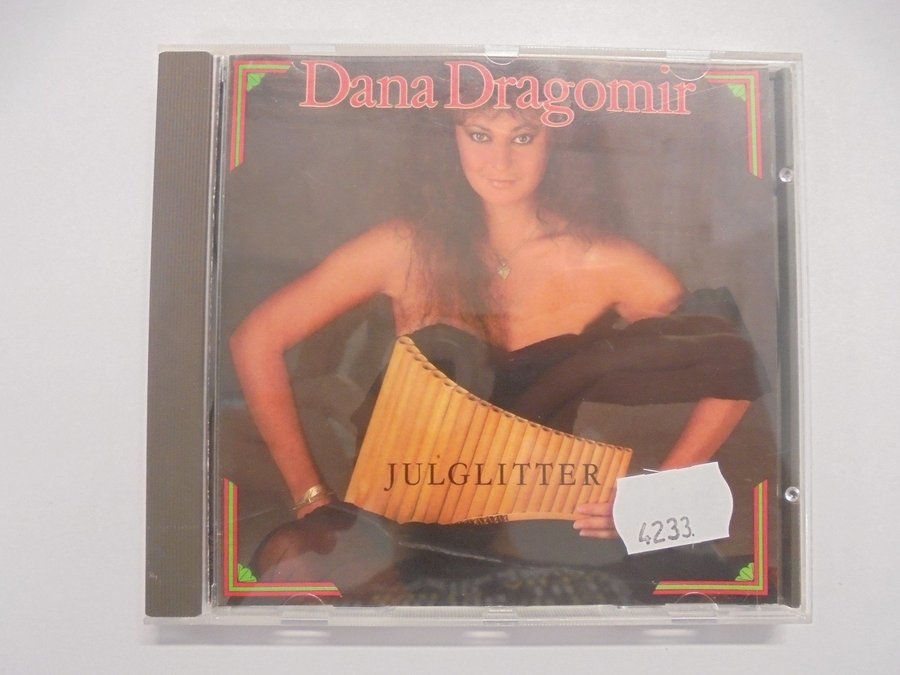 Dana Dragomir
JULGLITTER
4233.